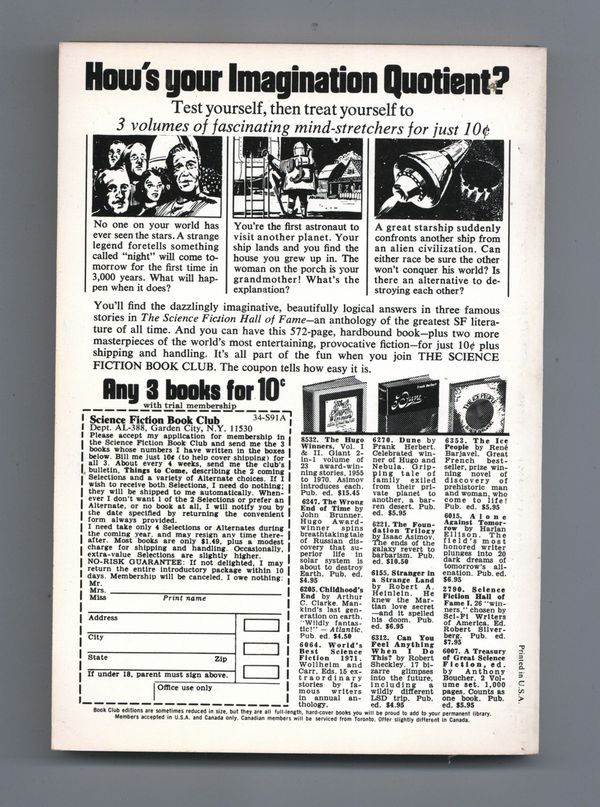 How's your Imagination Quotient?
Test yourself, then treat yourself to
3 volumes of fascinating mind-stretchers for just 10¢
No one on your world has
ever seen the stars. A strange
legend foretells something
called "night" will come to-
morrow for the first time in
3,000 years. What will hap-
pen when it does?
You're the first astronaut to
visit another planet. Your
ship lands and you find the
house you grew up in. The
woman on the porch is your
grandmother! What's the
explanation?
A great starship suddenly
confronts another ship from
an alien civilization. Can
either race be sure the other
won't conquer his world? Is
there an alternative to de-
stroying each other?
You'll find the dazzlingly imaginative, beautifully logical answers in three famous
stories in The Science Fiction Hall of Fame—an anthology of the greatest SF litera-
ture of all time. And you can have this 572-page, hardbound book—plus two more
masterpieces of the world's most entertaining, provocative fiction—for just 10¢ plus
shipping and handling. It's all part of the fun when you join THE SCIENCE
FICTION BOOK CLUB. The coupon tells how easy it is.
Any 3 books for 10¢
with trial membership
Science Fiction Book Club 34-S91A
Dept. AL-388, Garden City, N.Y. 11530
Please accept my application for membership in
the Science Fiction Book Club and send me the 3
books whose numbers I have written in the boxes
below. Bill me just 10¢ (to help cover shipping) for
all 3. About every 4 weeks, send me the club's
bulletin, Things to Come, describing the 2 coming
Selections and a variety of Alternate choices. If I
wish to receive both Selections, I need do nothing;
they will be shipped to me automatically. When-
ever I don't want 1 of the 2 Selections or prefer an
Alternate, or no book at all, I will notify you by
the date specified by returning the convenient
form always provided.
I need take only 4 Selections or Alternates during
the coming year, and may resign any time there-
after. Most books are only $1.49, plus a modest
charge for shipping and handling. Occasionally,
extra-value Selections are slightly higher.
NO-RISK GUARANTEE: If not delighted, I may
return the entire introductory package within 10
days. Membership will be canceled. I owe nothing.
Mr.
Mrs.
Miss Print name
Address
City
State Zip
If under 18, parent must sign above.
Office use only
8532. The Hugo
Winners, Vol. I
& II. Giant 2-
in-1 volume of
23 award-win-
ning stories, 1955
to 1970. Asimov
introduces each.
Pub. ed. $15.45
6247. The Wrong
End of Time by
John Brunner.
Hugo Award-
winner spins
breathtaking tale
of Russian dis-
covery that su-
perior life in
solar system is
about to destroy
Earth. Pub. ed.
$4.95
6205. Childhood's
End by Arthur
C. Clarke. Man-
kind's last gen-
eration on earth.
"Wildly fantas-
tic!" – Atlantic.
Pub. ed. $4.50
6064. World's
Best Science
Fiction 1971.
Wollheim and
Carr, Eds. 15 ex-
traordinary
stories by fa-
mous writers
in annual an-
thology.
6270. Dune by
Frank Herbert.
Celebrated win-
ner of Hugo and
Nebula. Grip-
ping tale of
family exiled
from their pri-
vate planet to
another, a bar-
ren desert. Pub.
ed. $5.95
6221. The Foun-
dation Trilogy
by Isaac Asimov.
The ends of the
galaxy revert to
barbarism. Pub.
ed. $10.50
6155. Stranger in
a Strange Land
by Robert A.
Heinlein. He
knew the Mar-
tian love secret
—and it spelled
his doom. Pub.
ed. $6.95
6312. Can You
Feel Anything
When I Do
This? by Robert
Sheckley. 17 bi-
zarre glimpses
into the future,
including a
wildly different
LSD trip. Pub.
ed. $4.95
6353. The Ice
People by René
Barjavel. Great
French best-
seller, prize win-
ning novel of
discovery of
prehistoric man
and woman, who
come to life!
Pub. ed. $5.95
6015. Alone
Against Tomor-
row by Harlan
Ellison. The
field's most
honored writer
plunges into 20
dark dreams of
tomorrow's ali-
enation. Pub. ed.
$6.95
2790. Science
Fiction Hall of
Fame I. 26 "win-
ners," chosen by
Sci-Fi Writers
of America. Ed.
Robert Silver-
berg. Pub. ed.
$7.95
6007. A Treasury
of Great Science
Fiction, ed.
by Anthony
Boucher, 2 Vol-
ume set. 1,000
pages. Counts as
one book. Pub.
ed. $5.95
Printed in U.S.A.
Book Club editions are sometimes reduced in size, but they are all full-length, hard-cover books you will be proud to add to your permanent library.
Members accepted in U.S.A. and Canada only. Canadian members will be serviced from Toronto. Offer slightly different in Canada.